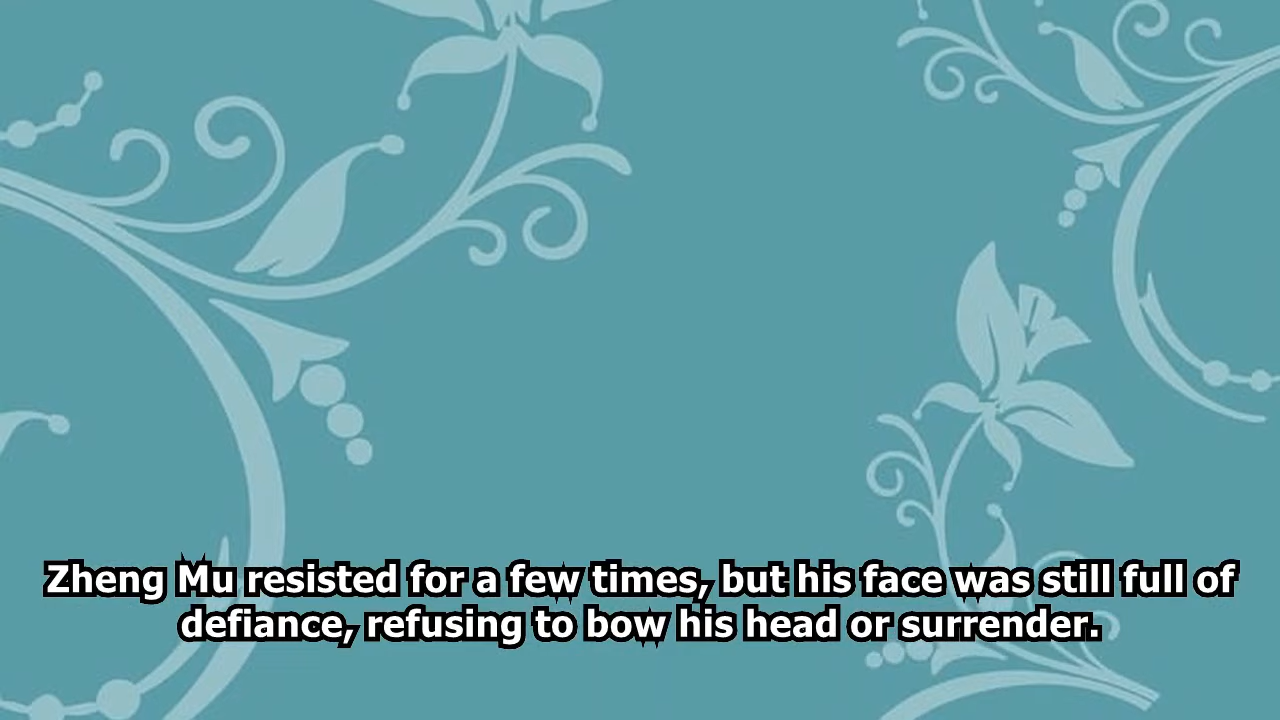 Zheng Mu resisted for a few times, but his face was still full of
defiance, refusing to bow his head or surrender.